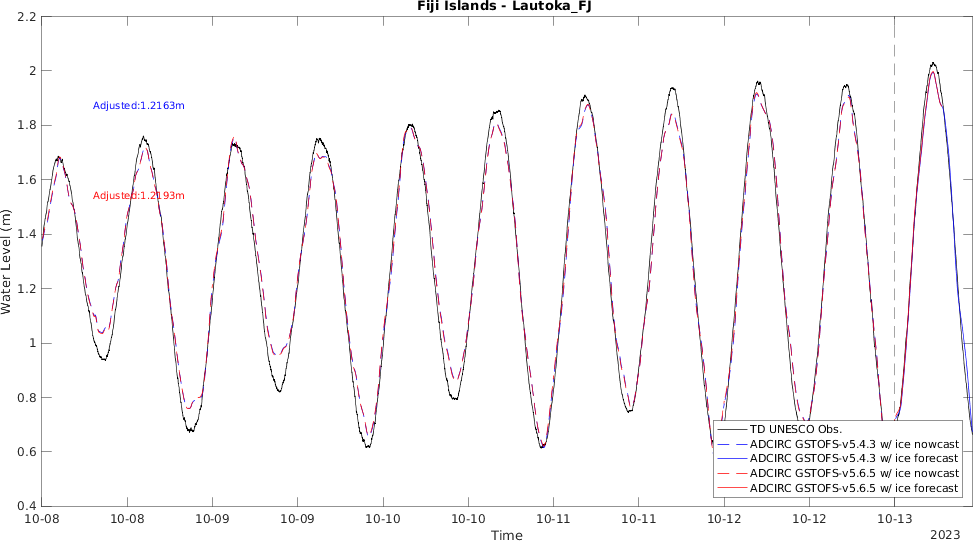 Fiji Islands - Lautoka_FJ
2.2
2
1.8
1.6
1.4
1.2
1
0.8
0.6
0.4
Water Level (m)
Adjusted:1.2163m
Adjusted:1.2193m
TD UNESCO Obs.
ADCIRC GSTOFS-v5.4.3 w/ ice nowcast
ADCIRC GSTOFS-v5.4.3 w/ ice forecast
ADCIRC GSTOFS-v5.6.5 w/ ice nowcast
ADCIRC GSTOFS-v5.6.5 w/ ice forecast
10-08 10-08 10-09 10-09 10-10 10-10 10-11 10-11 10-12 10-12 10-13
Time
2023